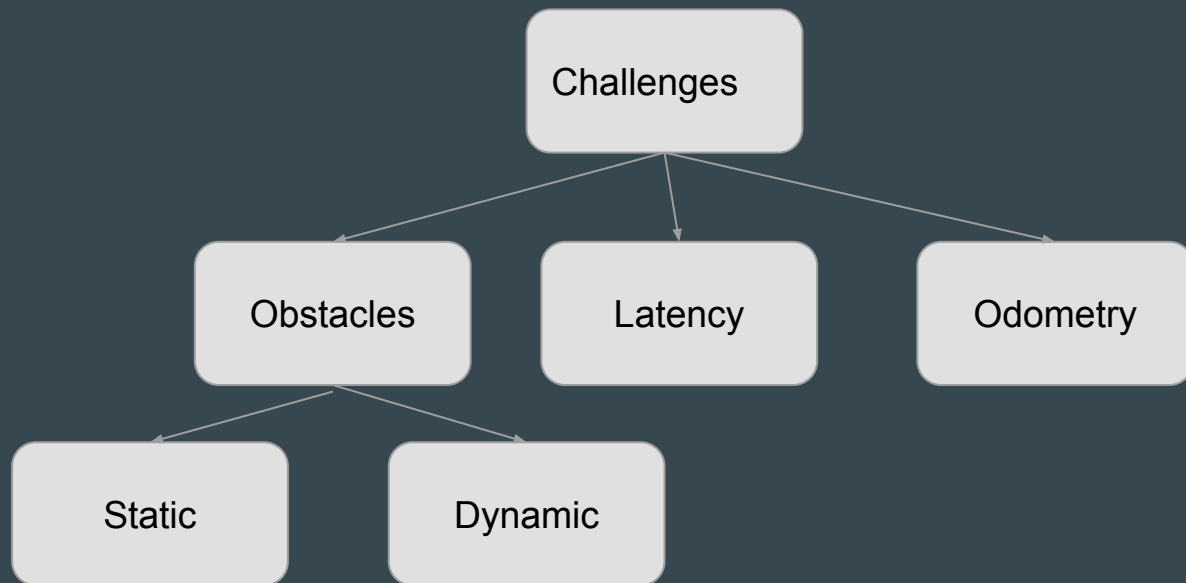 Challenges
Obstacles
Latency
Odometry
Static
Dynamic